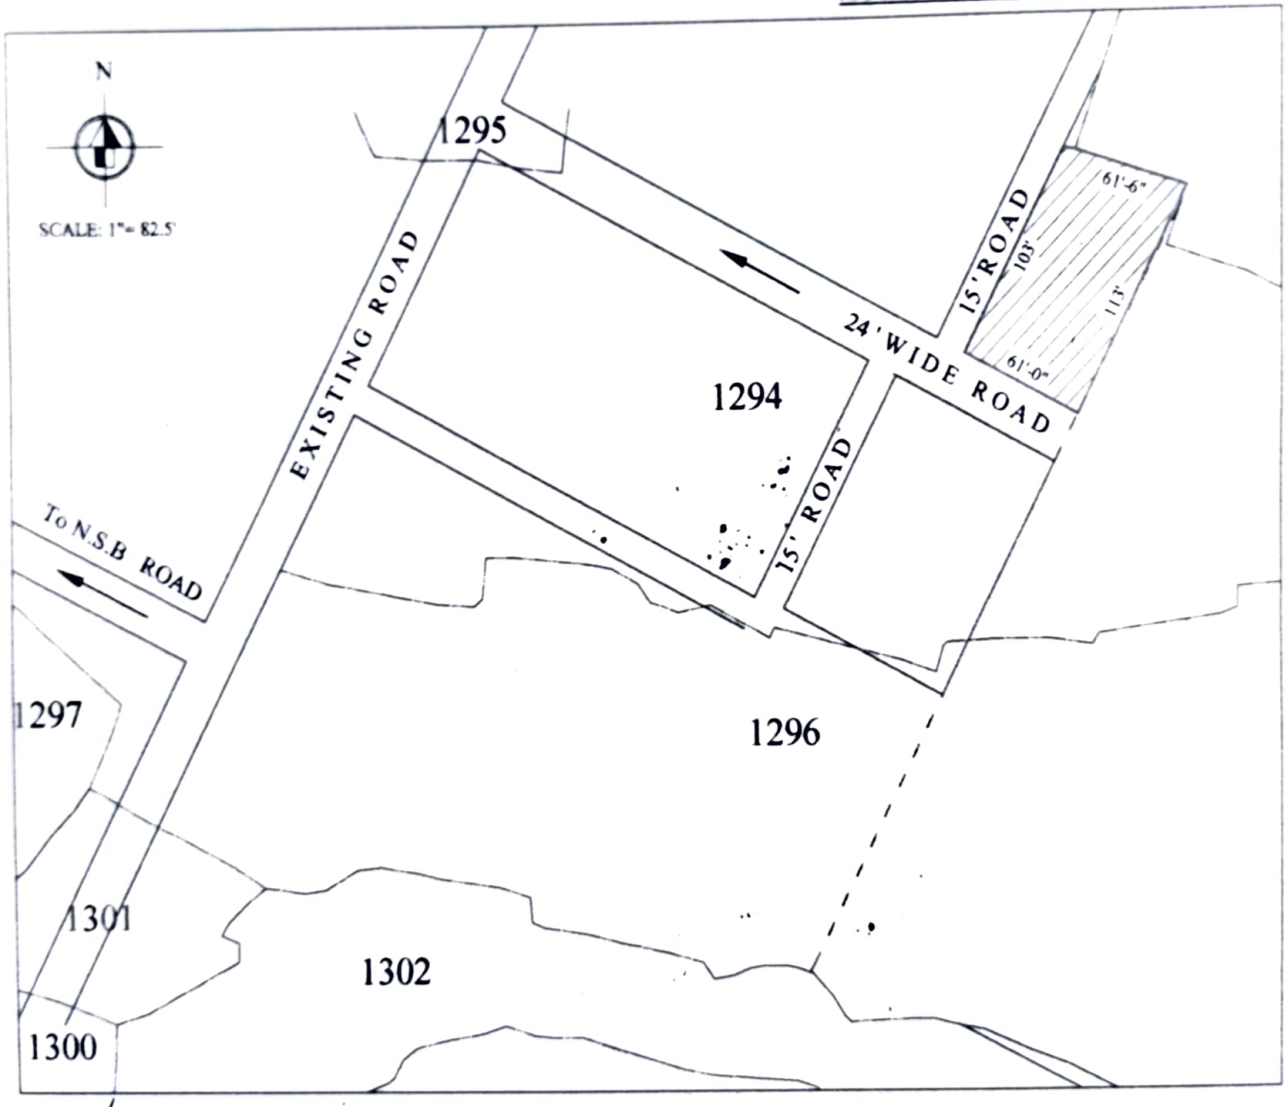 N
SCALE: 1"= 82.5'
1295
61'-6"
15'ROAD
103'
113'
EXISTING ROAD
24'WIDE ROAD
61'-0"
1294
15' ROAD
To N.S.B ROAD
1297
1296
1301
1302
1300